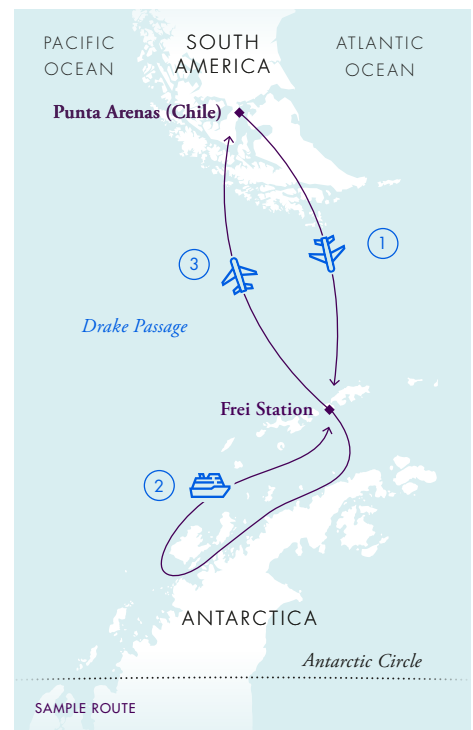 PACIFIC
OCEAN
SOUTH
AMERICA
ATLANTIC
OCEAN
Punta Arenas (Chile)
1
3
Drake Passage
Frei Station
2
ANTARCTICA
Antarctic Circle
SAMPLE ROUTE